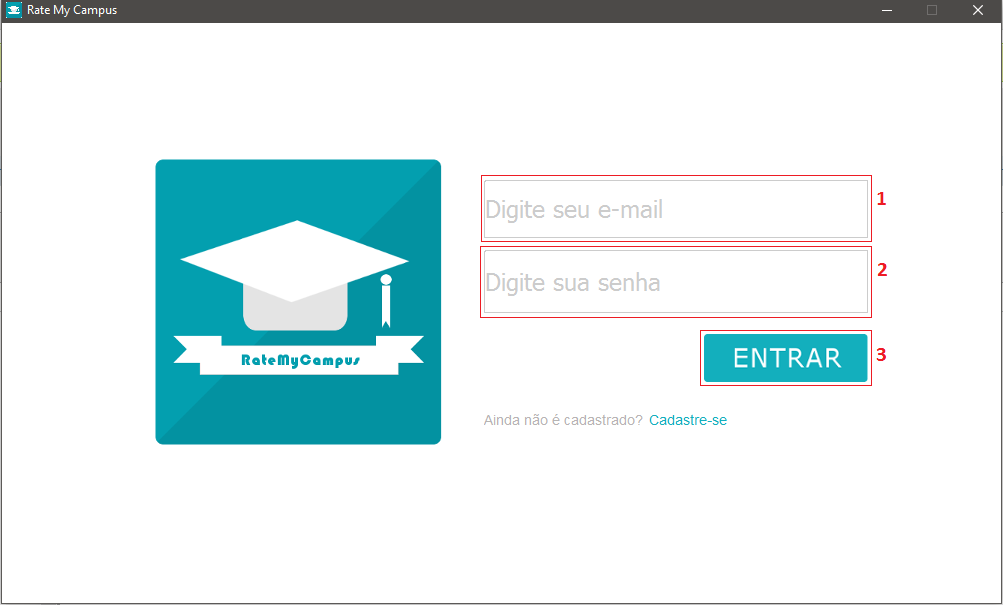 Rate My Campus
Digite seu e-mail
1
Digite sua senha
2
RateMyCampus
ENTRAR
3
Ainda não é cadastrado? Cadastre-se